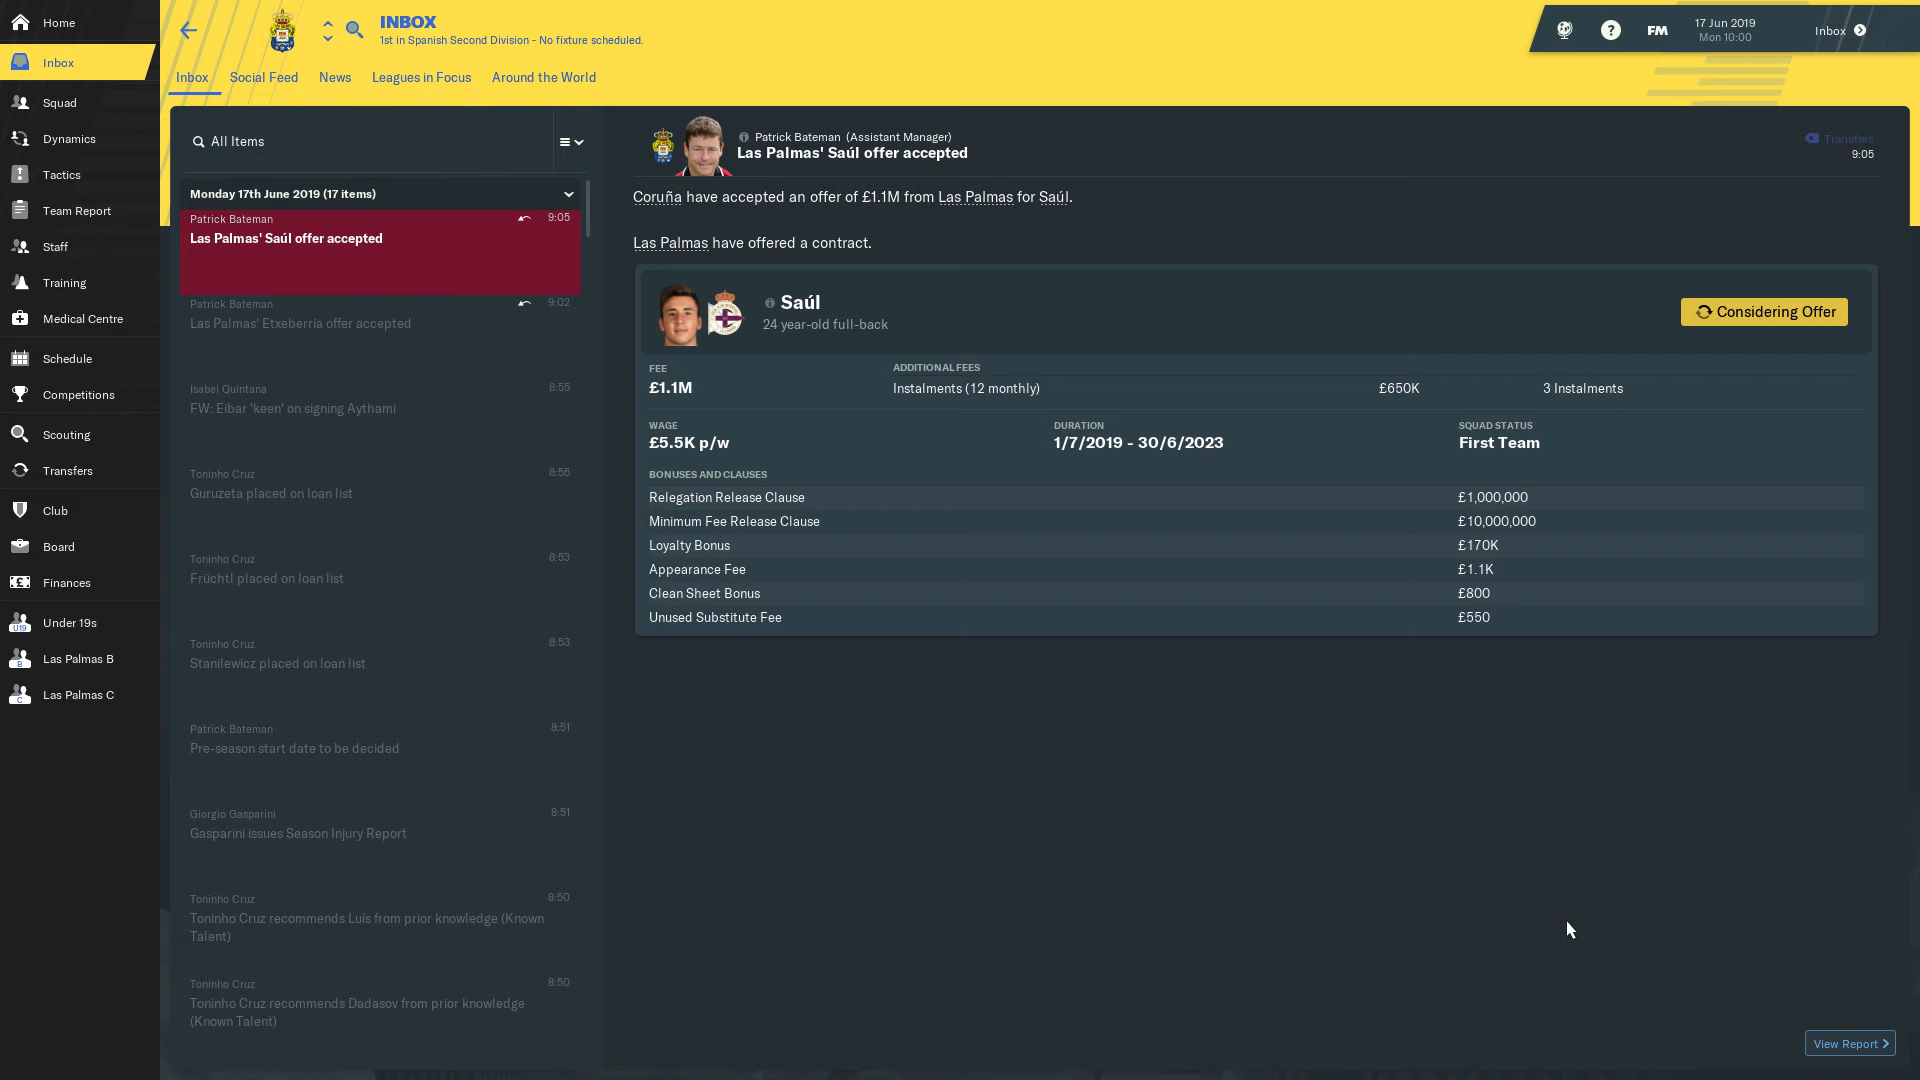 Home
Inbox
Squad
Dynamics
Tactics
Team Report
Staff
Training
Medical Centre
Schedule
Competitions
Scouting
Transfers
Club
Board
Finances
U19
Under 19s
B
Las Palmas B
C
Las Palmas C
INBOX
1st in Spanish Second Division - No fixture scheduled.
Inbox Social Feed News Leagues in Focus Around the World
?
FM
17 Jun 2019
Mon 10:00
Inbox
All Items
Monday 17th June 2019 (17 items)
Patrick Bateman 9:05
Las Palmas' Saúl offer accepted
Patrick Bateman 9:02
Las Palmas' Etxeberria offer accepted
Isabel Quintana 8:55
FW: Eibar 'keen' on signing Aythami
Toninho Cruz 8:55
Guruzeta placed on loan list
Toninho Cruz 8:53
Früchtl placed on loan list
Toninho Cruz 8:53
Stanilewicz placed on loan list
Patrick Bateman 8:51
Pre-season start date to be decided
Giorgio Gasparini 8:51
Gasparini issues Season Injury Report
Toninho Cruz 8:50
Toninho Cruz recommends Luís from prior knowledge (Known
Talent)
Toninho Cruz 8:50
Toninho Cruz recommends Dadasov from prior knowledge
(Known Talent)
Patrick Bateman (Assistant Manager)
Las Palmas' Saúl offer accepted
Transfers
9:05
Coruña have accepted an offer of £1.1M from Las Palmas for Saúl.
Las Palmas have offered a contract.
Saúl
24 year-old full-back
Considering Offer
FEE ADDITIONAL FEES
£1.1M Instalments (12 monthly) £650K 3 Instalments
WAGE DURATION SQUAD STATUS
£5.5K p/w 1/7/2019 - 30/6/2023 First Team
BONUSES AND CLAUSES
Relegation Release Clause £1,000,000
Minimum Fee Release Clause £10,000,000
Loyalty Bonus £170K
Appearance Fee £1.1K
Clean Sheet Bonus £800
Unused Substitute Fee £550
View Report